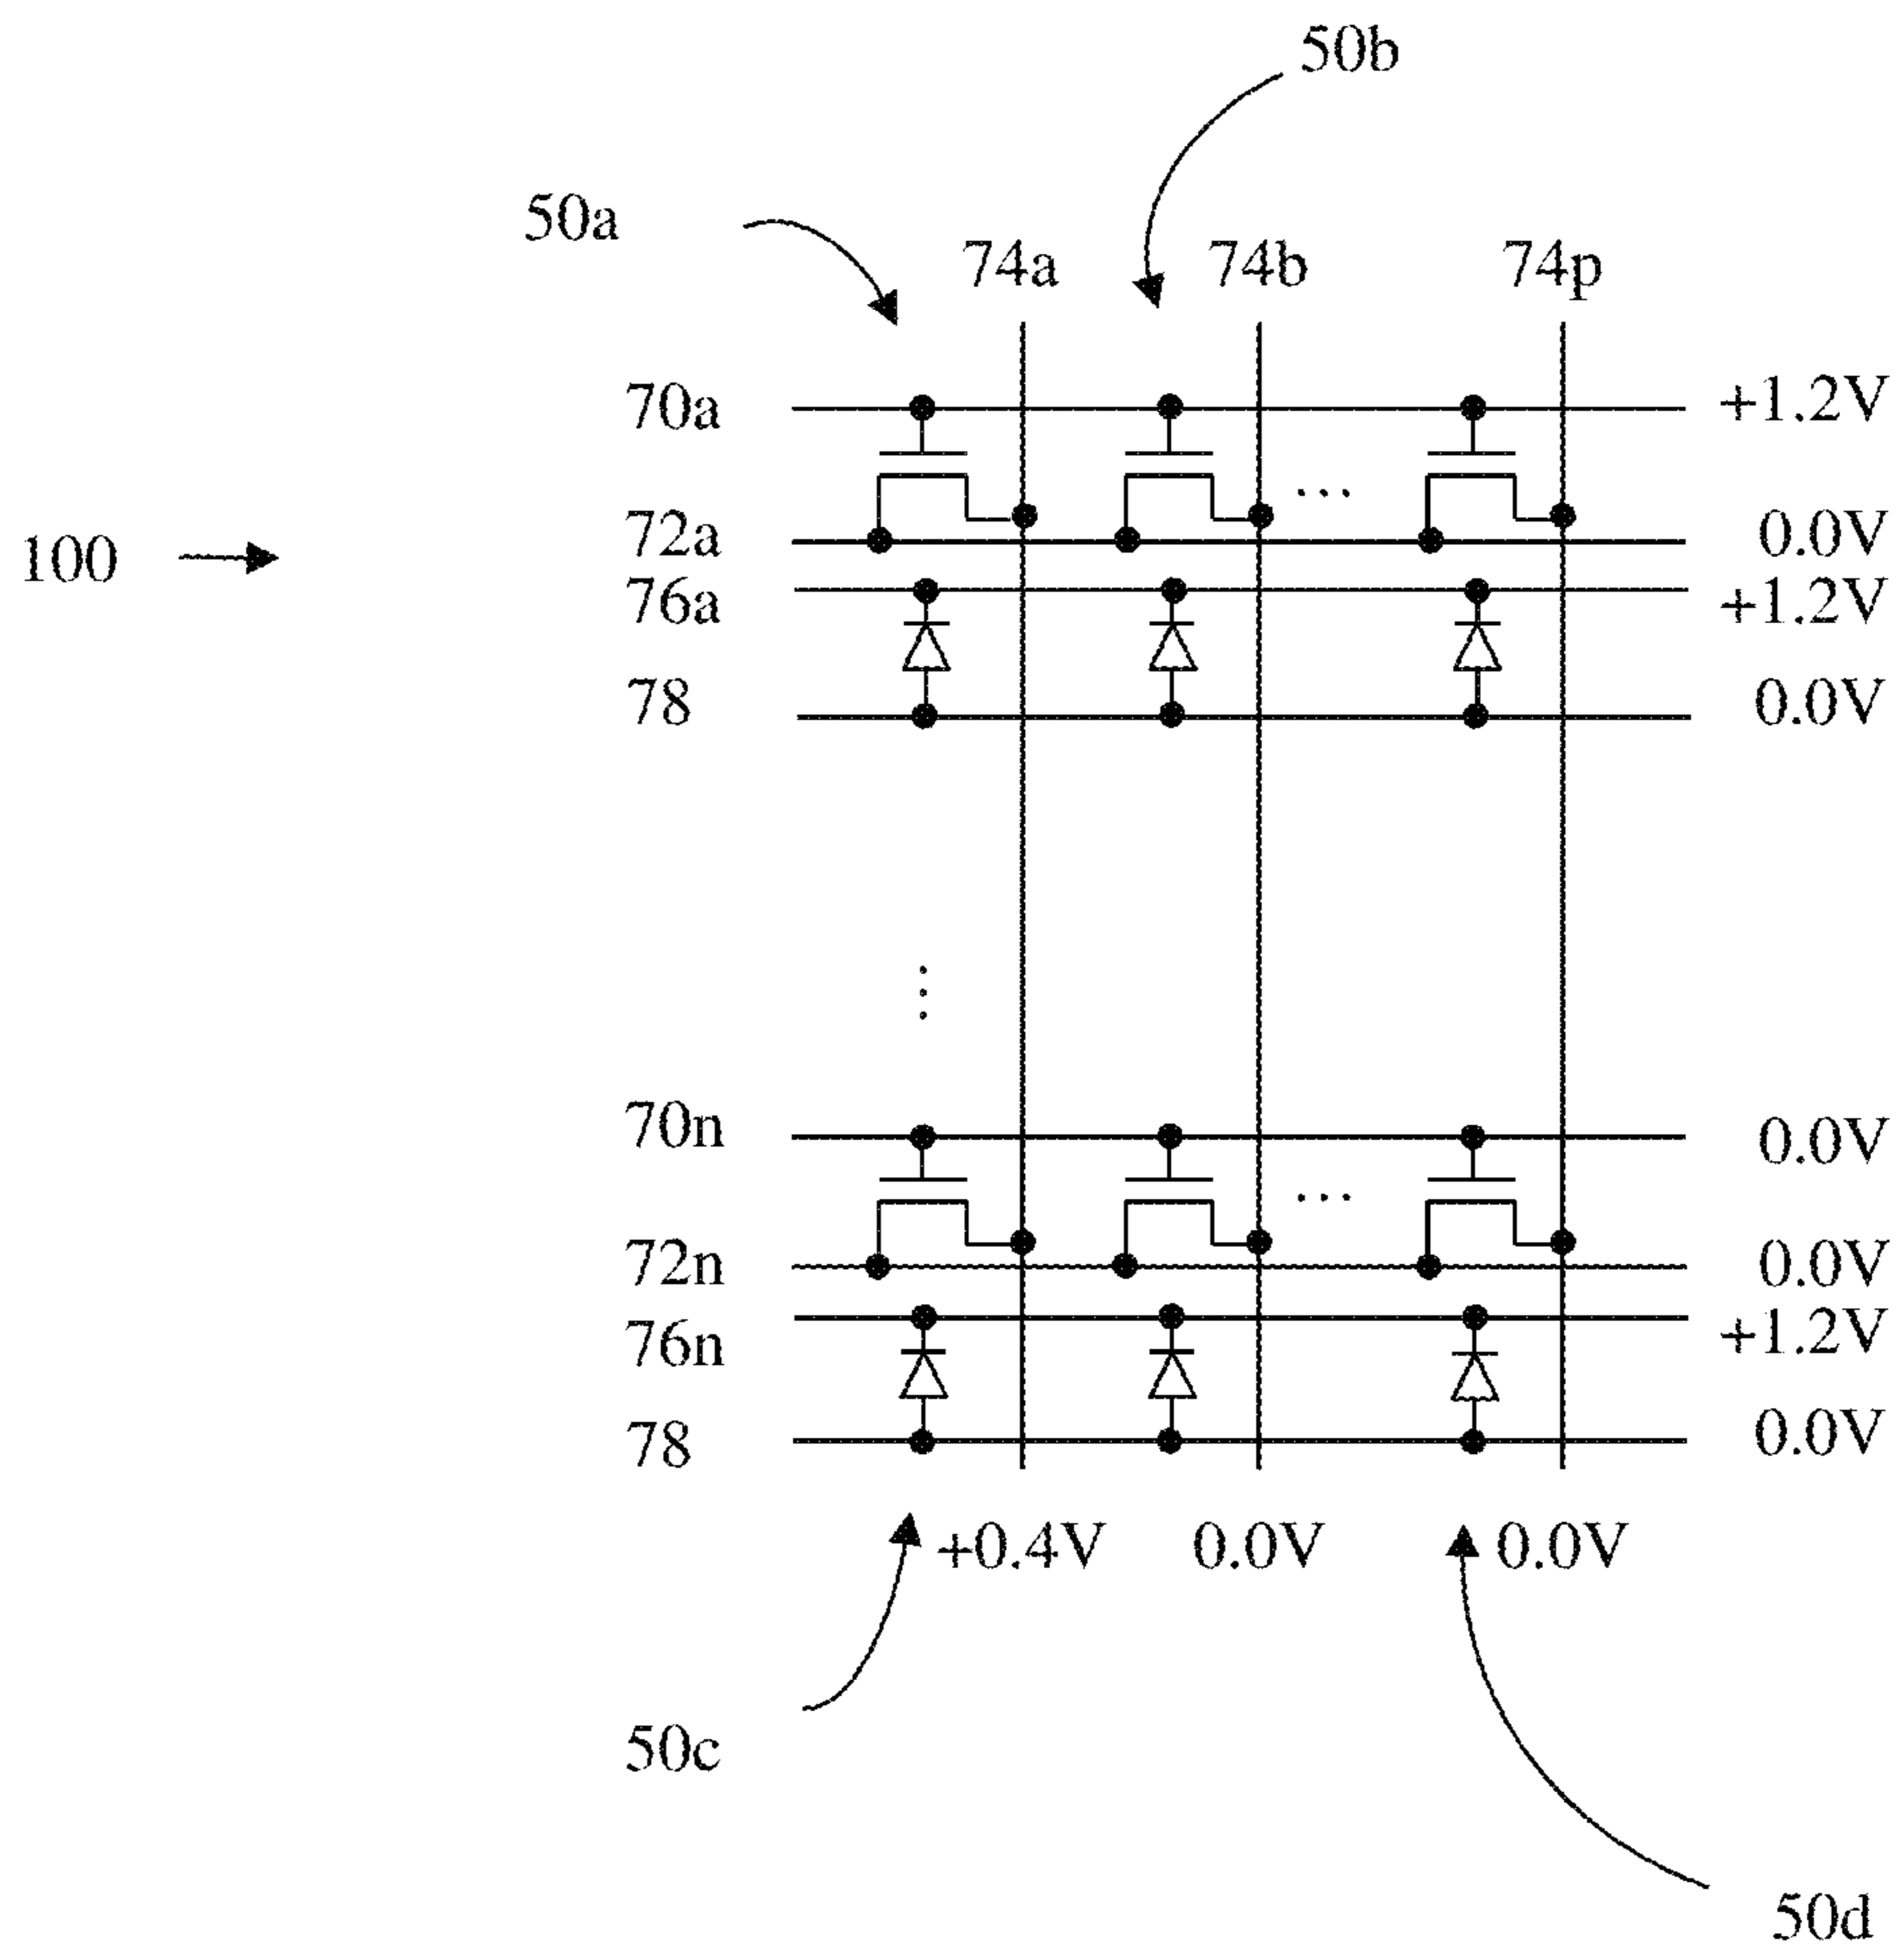 50b
50a
74a 74b 74p
70a +1.2V
...
72a 0.0V
100
76a +1.2V
78 0.0V
70n 0.0V
...
72n 0.0V
76n +1.2V
78 0.0V
+0.4V 0.0V 0.0V
50c
50d